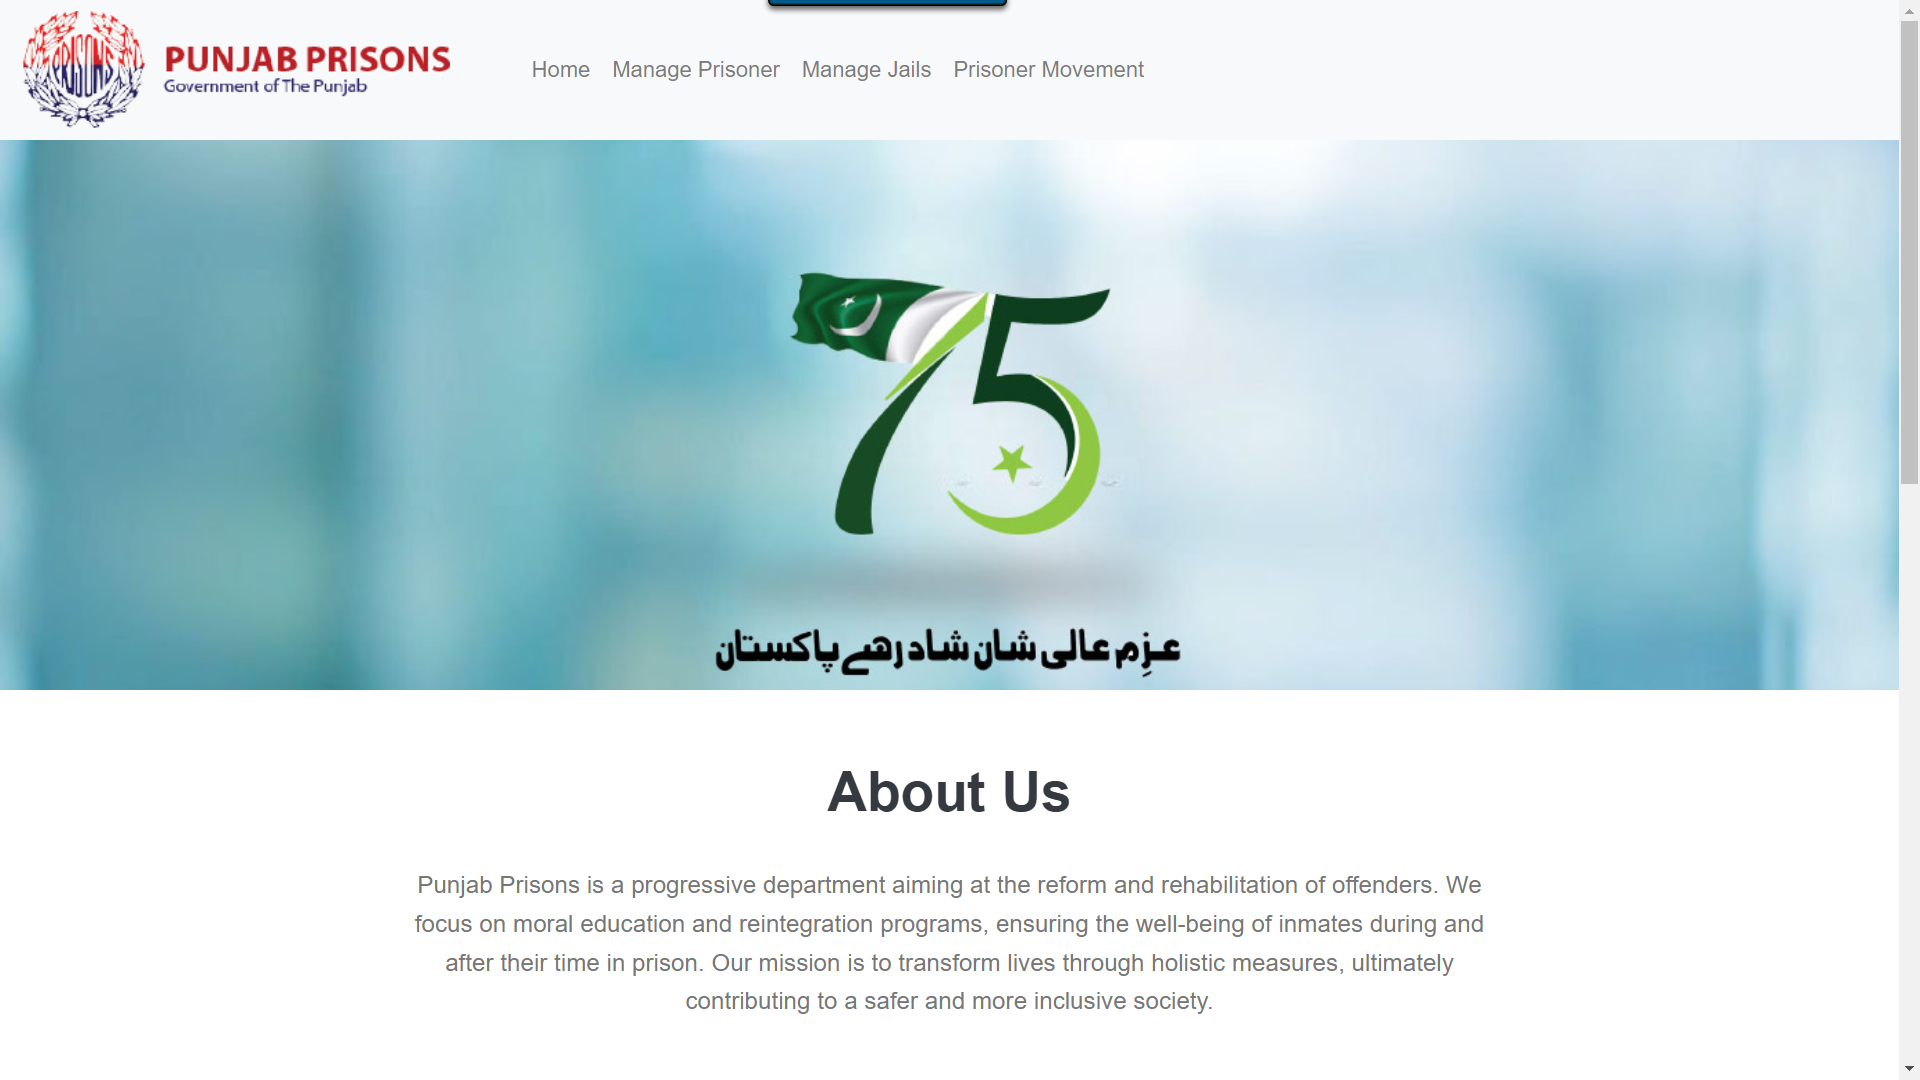 PRISONS
PUNJAB PRISONS
Government of The Punjab
Home Manage Prisoner Manage Jails Prisoner Movement
75
عزمِ عالی شان شاد رہے پاکستان
About Us
Punjab Prisons is a progressive department aiming at the reform and rehabilitation of offenders. We
focus on moral education and reintegration programs, ensuring the well-being of inmates during and
after their time in prison. Our mission is to transform lives through holistic measures, ultimately
contributing to a safer and more inclusive society.